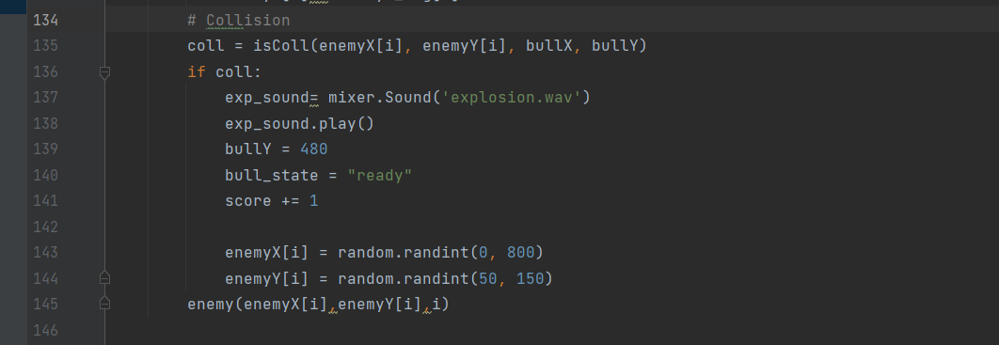 134 # Collision
135 coll = isColl(enemyX[i], enemyY[i], bullX, bullY)
136 if coll:
137 exp_sound= mixer.Sound('explosion.wav')
138 exp_sound.play()
139 bullY = 480
140 bull_state = "ready"
141 score += 1
142
143 enemyX[i] = random.randint(0, 800)
144 enemyY[i] = random.randint(50, 150)
145 enemy(enemyX[i],enemyY[i],i)
146